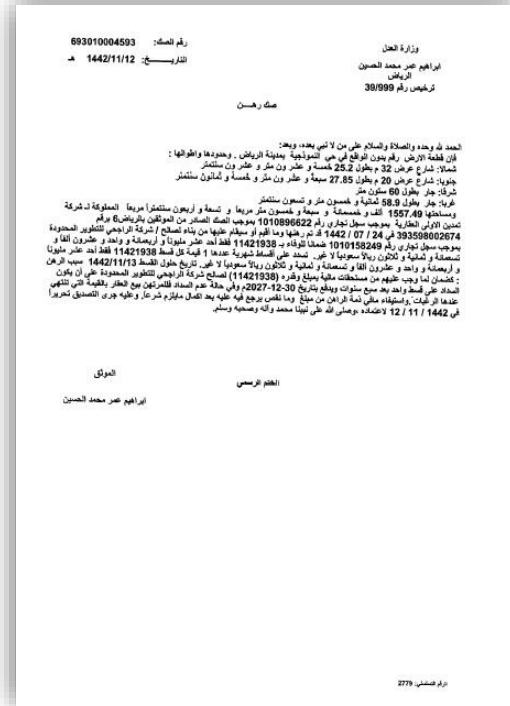 وزارة العدل
ابراهيم عمر محمد الحسين
الرياض
ترخيص رقم 39/999
رقم الصك: 693010004593
التاريـــــخ: 1442/11/12 هـ
صك رهـــن
الحمد لله وحده والصلاة والسلام على من لا نبي بعده، وبعد:
فإن قطعة الارض رقم بدون الواقع في حي النموذجية بمدينة الرياض . وحدودها واطوالها :
شمالا: شارع عرض 32 م بطول 25.2 خمسة و عشر ون متر و عشر ون سنتمتر
جنوبا: شارع عرض 20 م بطول 27.85 سبعة و عشر ون متر و خمسة و ثمانون سنتمتر
شرقا: جار بطول 60 ستون متر
غربا: جار بطول 58.9 ثمانية و خمسون متر و تسعون سنتمتر
ومساحتها 1557.49 ألف و خمسمائة و سبعة و خمسون متر مربعا و تسعة و أربعون سنتمتراً مربعا المملوكة لـ شركة
تمدين الاولى العقارية بموجب سجل تجاري رقم 1010896622 بموجب الصك الصادر من الموثقين بالرياض6 برقم
393598002674 في 24 / 07 / 1442 قد تم رهنها وما أقيم أو سيقام عليها من بناء لصالح / شركة الراجحي للتطوير المحدودة
بموجب سجل تجاري رقم 1010158249 ضمانا للوفاء بـ 11421938 فقط أحد عشر مليونا و أربعمائة و واحد و عشرون ألفا و
تسعمائة و ثمانية و ثلاثون ريالاً سعودياً لا غير. تسدد على أقساط شهرية عددها 1 قيمة كل قسط 11421938 فقط أحد عشر مليونا
و أربعمائة و واحد و عشرون ألفا و تسعمائة و ثمانية و ثلاثون ريالاً سعودياً لا غير. تاريخ حلول القسط 1442/11/13 سبب الرهن
: كضمان لما وجب عليهم من مستحقات مالية بمبلغ وقدره (11421938) لصالح شركة الراجحي للتطوير المحدودة على أن يكون
السداد على قسط واحد بعد سبع سنوات ويدفع بتاريخ 30-12-2027م وفي حالة عدم السداد فللمرتهن بيع العقار بالقيمة التي تنتهي
عندها الرغبات .واستيفاء مافي ذمة الراهن من مبلغ وما نقص يرجع فيه عليه بعد اكمال مايلزم شرعا. وعليه جرى التصديق تحريراً
في 1442 / 11 / 12 لاعتماده ،وصلى الله على نبينا محمد وآله وصحبه وسلم.
الموثق
الختم الرسمي
ابراهيم عمر محمد الحسين
الرقم التسلسلي: 2779